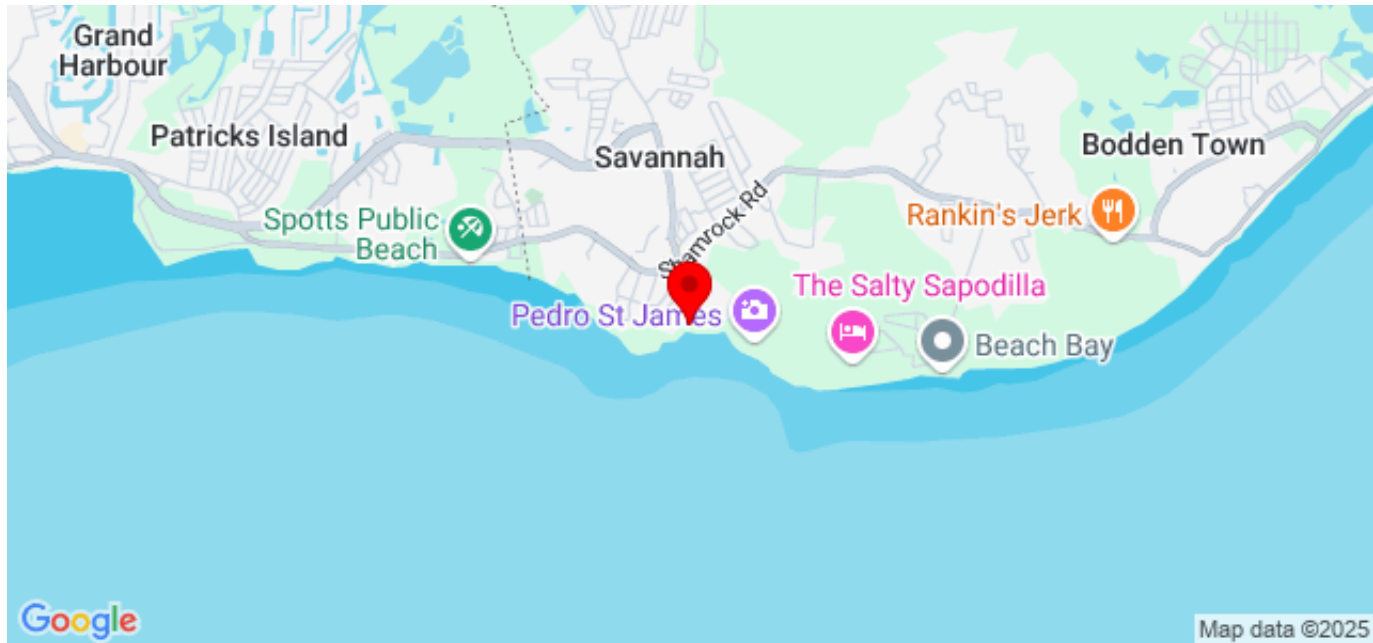 Grand
Harbour
Patricks Island
Savannah
Bodden Town
Shamrock Rd
Spotts Public
Beach
Rankin's Jerk
The Salty Sapodilla
Pedro St James
Beach Bay
Google
Map data ©2025